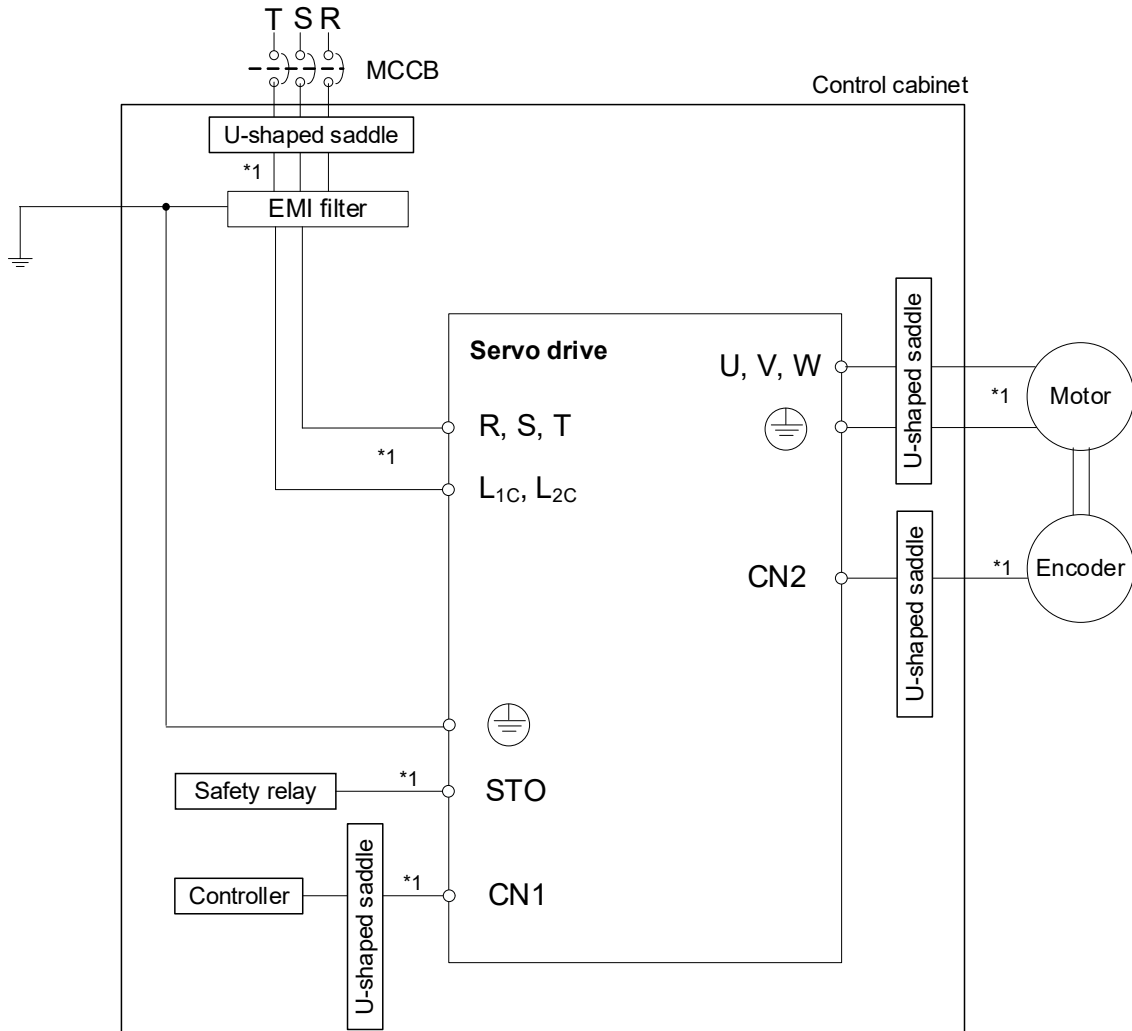 T S R
MCCB
Control cabinet
U-shaped saddle
*1
EMI filter
Servo drive
U, V, W
U-shaped saddle
*1
Motor
R, S, T
*1
L1C, L2C
CN2
U-shaped saddle
*1
Encoder
Safety relay
*1
STO
Controller
U-shaped saddle
*1
CN1